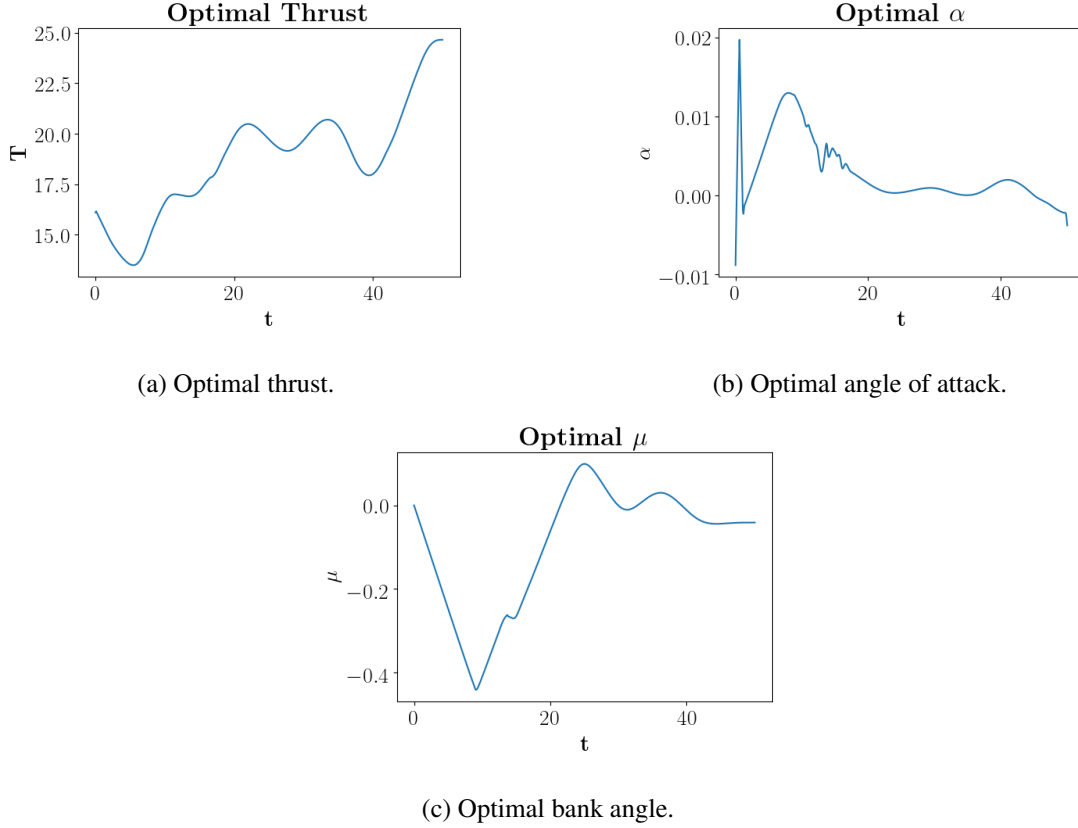 Optimal Thrust
25.0
22.5
20.0
17.5
15.0
T
0 20 40
t
(a) Optimal thrust.
Optimal α
0.02
0.01
0.00
−0.01
α
0 20 40
t
(b) Optimal angle of attack.
Optimal μ
0.0
−0.2
−0.4
μ
0 20 40
t
(c) Optimal bank angle.